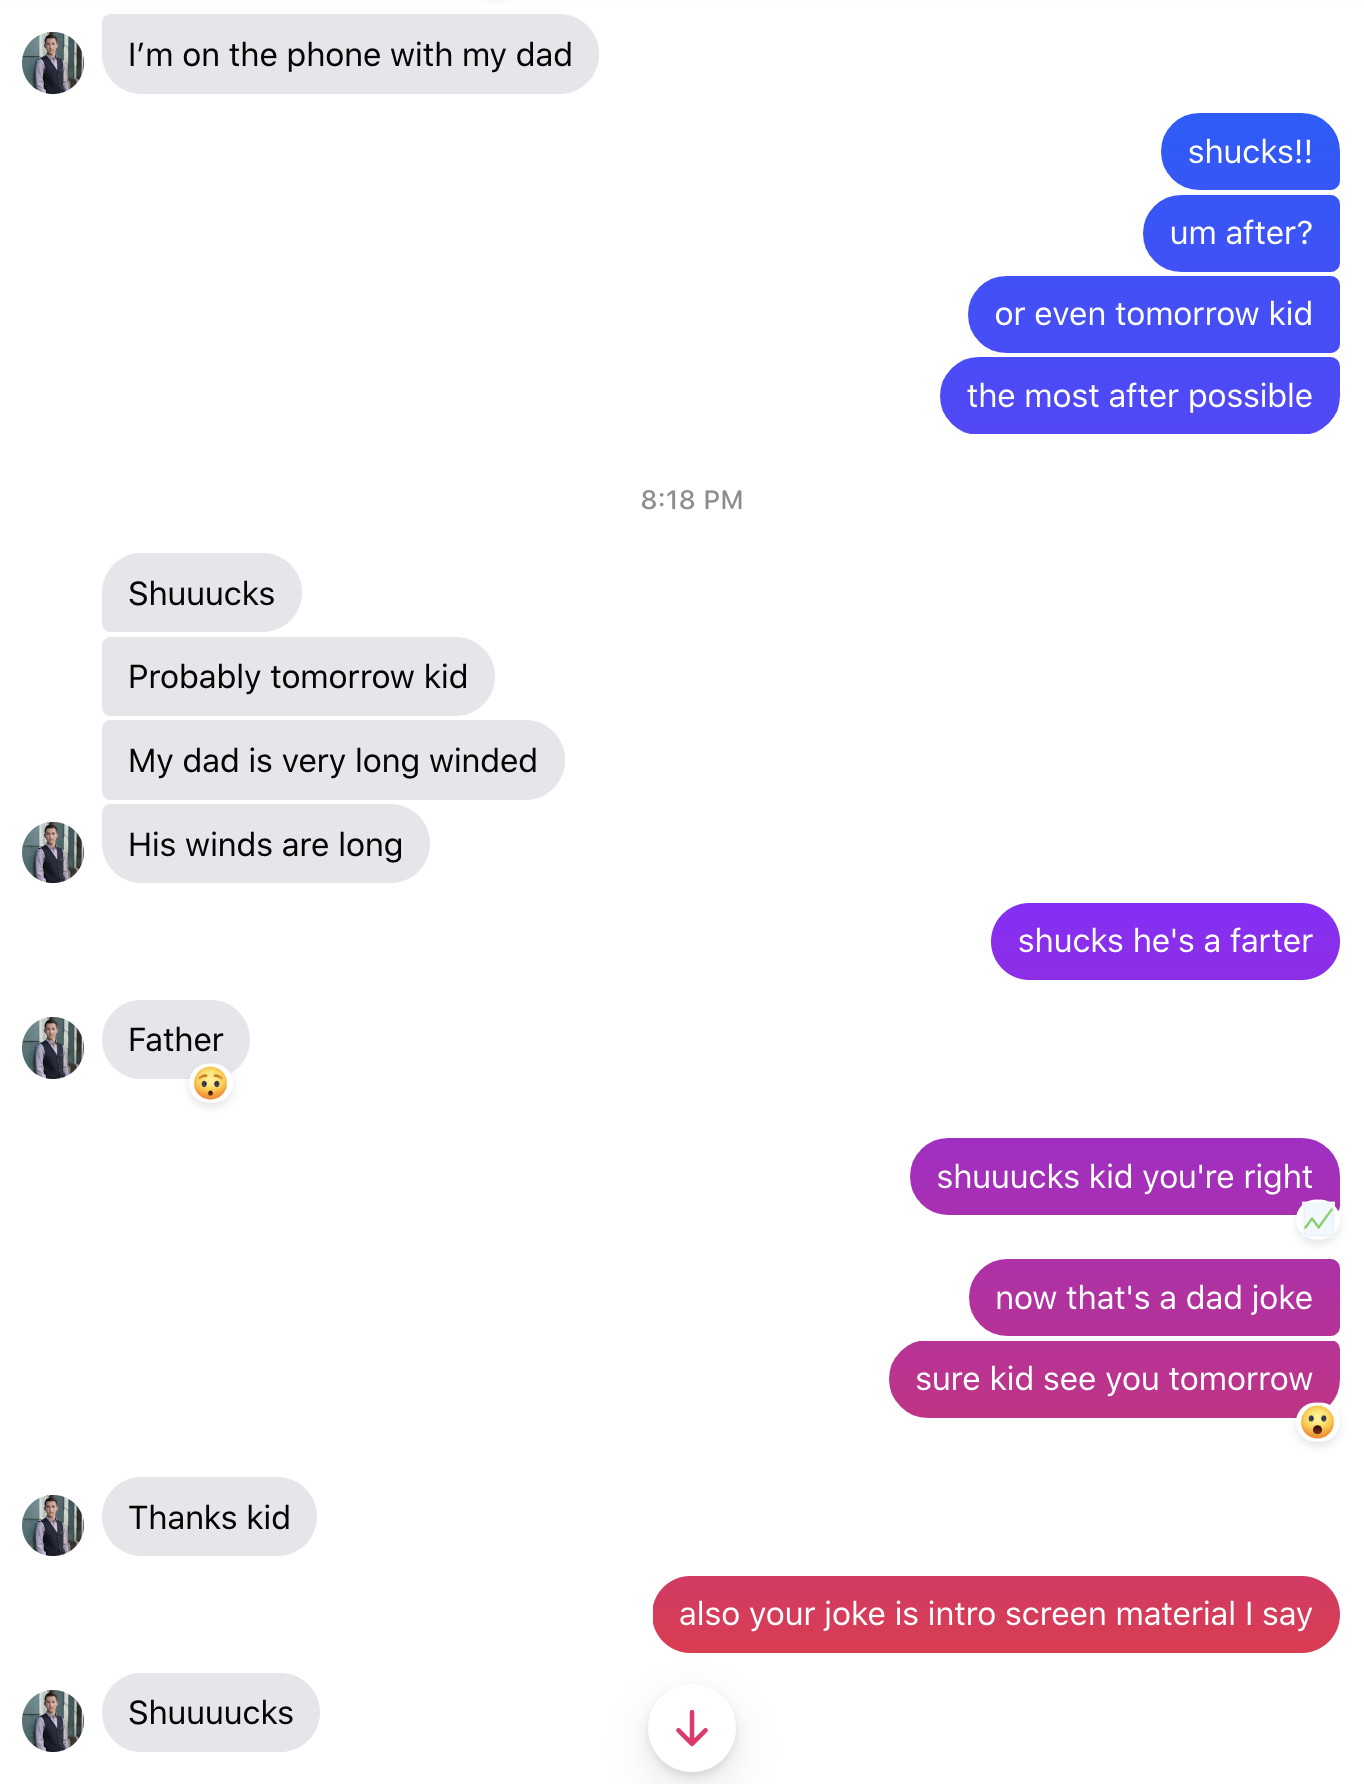 I’m on the phone with my dad
shucks!!
um after?
or even tomorrow kid
the most after possible
8:18 PM
Shuuucks
Probably tomorrow kid
My dad is very long winded
His winds are long
shucks he's a farter
Father
shuuucks kid you're right
now that's a dad joke
sure kid see you tomorrow
Thanks kid
also your joke is intro screen material I say
Shuuuucks